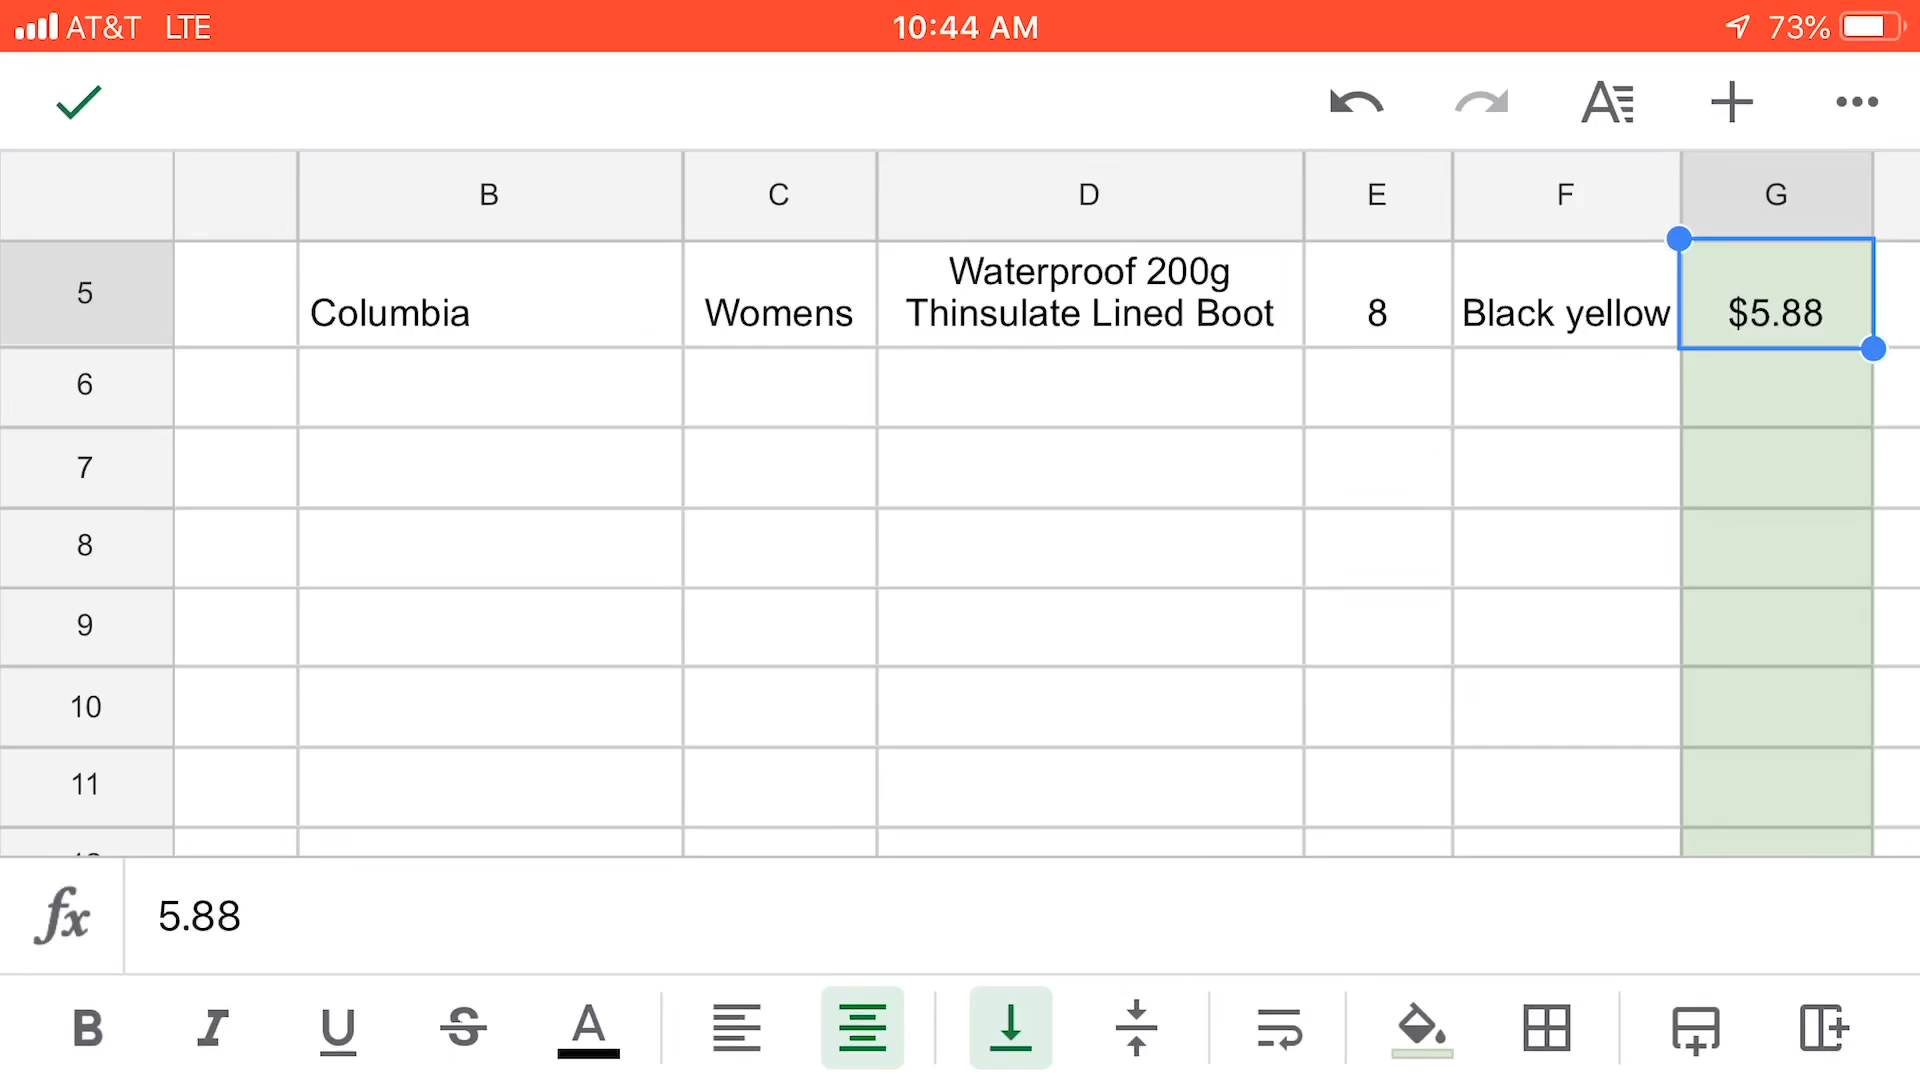 AT&T LTE 10:44 AM 73%
B C D E F G
5 Columbia Womens Waterproof 200g
Thinsulate Lined Boot 8 Black yellow $5.88
6
7
8
9
10
11
fx 5.88
B I U S A